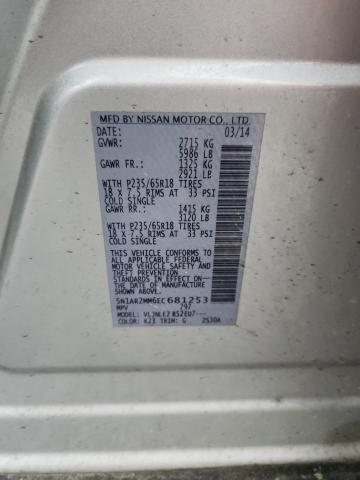 MFD BY NISSAN MOTOR CO., LTD.
DATE: 03/14
GVWR: 2715 KG
5986 LB
GAWR FR: 1325 KG
2921 LB
WITH P235/65R18 TIRES
18 X 7.5 RIMS AT 33 PSI
COLD SINGLE
GAWR RR.: 1415 KG
3120 LB
WITH P235/65R18 TIRES
18 X 7.5 RIMS AT 33 PSI
COLD SINGLE
THIS VEHICLE CONFORMS TO
ALL APPLICABLE FEDERAL
MOTOR VEHICLE SAFETY AND
THEFT PREVENTION STANDARDS
IN EFFECT ON THE DATE OF
MANUFACTURE SHOWN ABOVE.
5N1AR2MM6EC681253
MPV 797
MODEL:
COLOR: K23 TRIM: G 2530A